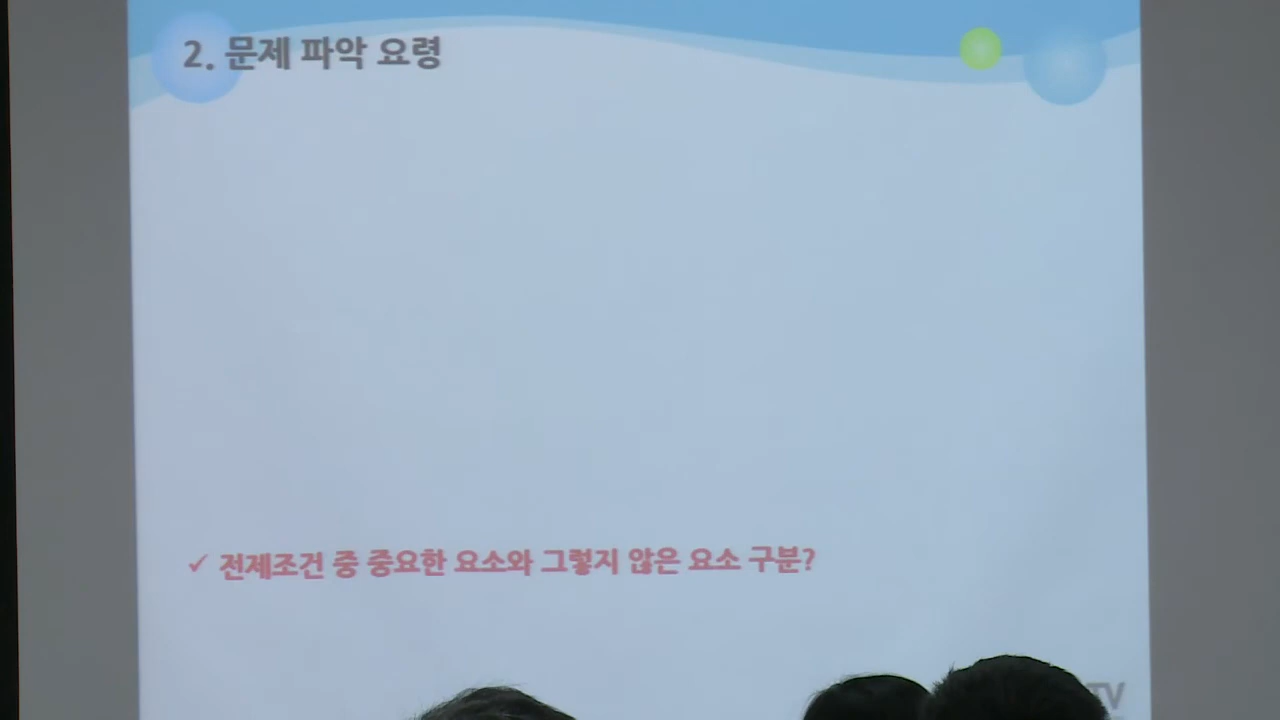 2. 문제 파악 요령
✓ 전제조건 중 중요한 요소와 그렇지 않은 요소 구분?
TV